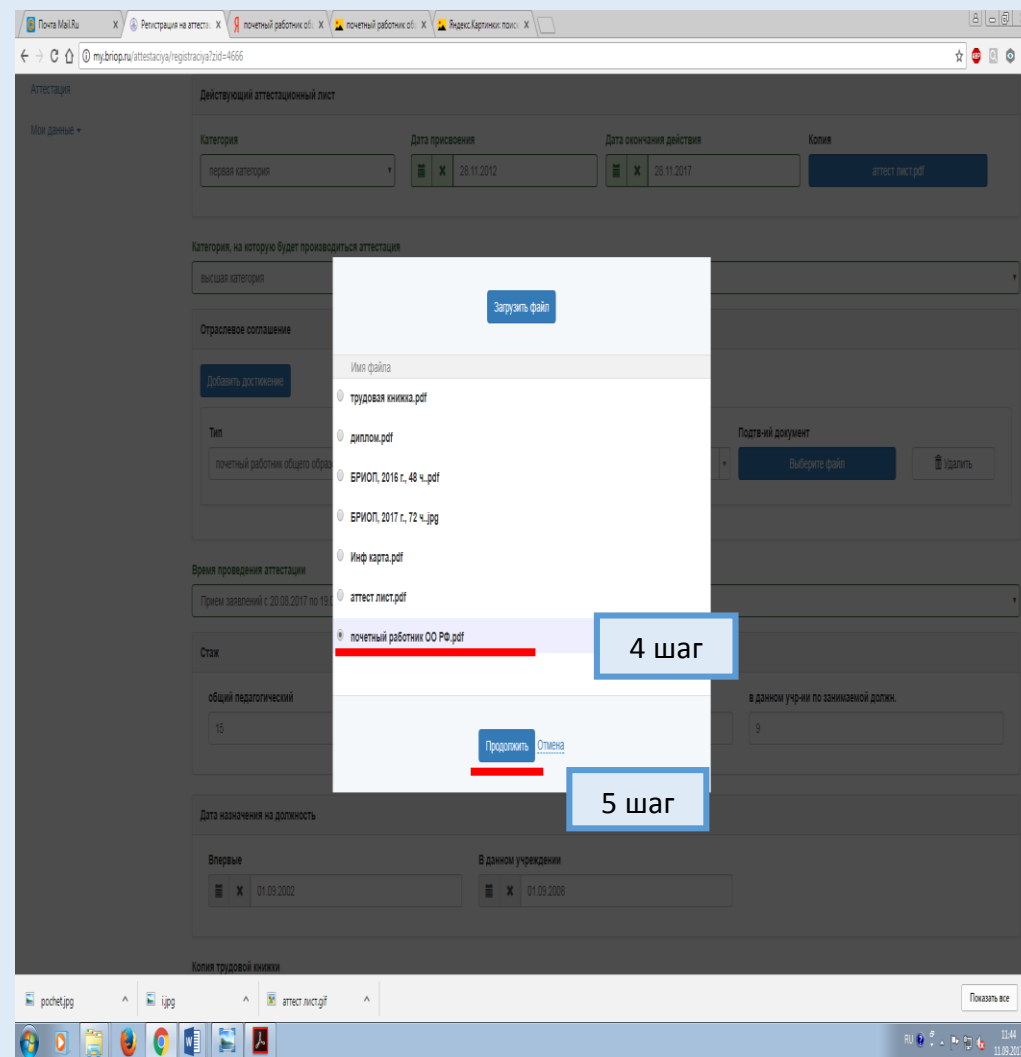 Почта Mail.Ru
Регистрация на аттеста
почетный работник об
почетный работник об
Яндекс.Картинки: поиск
my.briop.ru/attestaciya/registraciya?zid=4666
Аттестация
Мои данные
Действующий аттестационный лист
Категория Дата присвоения Дата окончания действия Копия
первая категория 28.11.2012 28.11.2017 аттест лист.pdf
Категория, на которую будет производиться аттестация
высшая категория
Загрузить файл
Отраслевое соглашение
Имя файла
Добавить достижение
трудовая книжка.pdf
Тип Подтв-ий документ
диплом.pdf
почетный работник общего образ Выберите файл Удалить
БРИОП, 2016 г., 48 ч..pdf
БРИОП, 2017 г., 72 ч..jpg
Инф карта.pdf
Время проведения аттестации
аттест лист.pdf
Прием заявлений с 20.08.2017 по 19.0
почетный работник ОО РФ.pdf
4 шаг
Стаж
общий педагогический в данном учр-ии по занимаемой должн.
15 9
Продолжить Отмена
5 шаг
Дата назначения на должность
Впервые В данном учреждении
01.09.2002 01.09.2008
Копия трудовой книжки
pochet.jpg i.jpg аттест лист.gif Показать все
RU 11:44
11.09.201